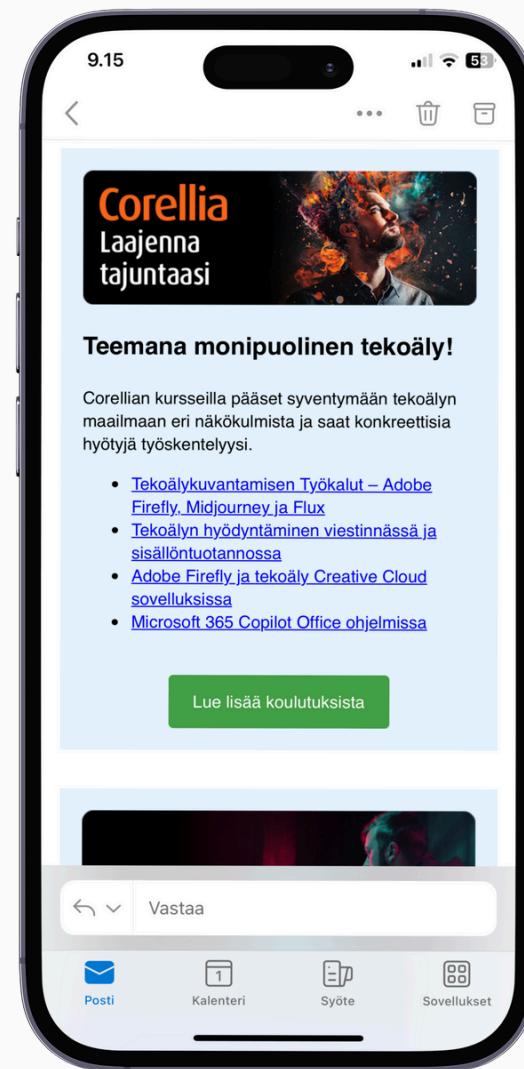 9.15
53
Corellia
Laajenna
tajuntaasi
Teemana monipuolinen tekoäly!
Corellian kursseilla pääset syventymään tekoälyn
maailmaan eri näkökulmista ja saat konkreettisia
hyötyjä työskentelyysi.
• Tekoälykuvantamisen Työkalut – Adobe
Firefly, Midjourney ja Flux
• Tekoälyn hyödyntäminen viestinnässä ja
sisällöntuotannossa
• Adobe Firefly ja tekoäly Creative Cloud
sovelluksissa
• Microsoft 365 Copilot Office ohjelmissa
Lue lisää koulutuksista
Vastaa
1
Posti Kalenteri Syöte Sovellukset